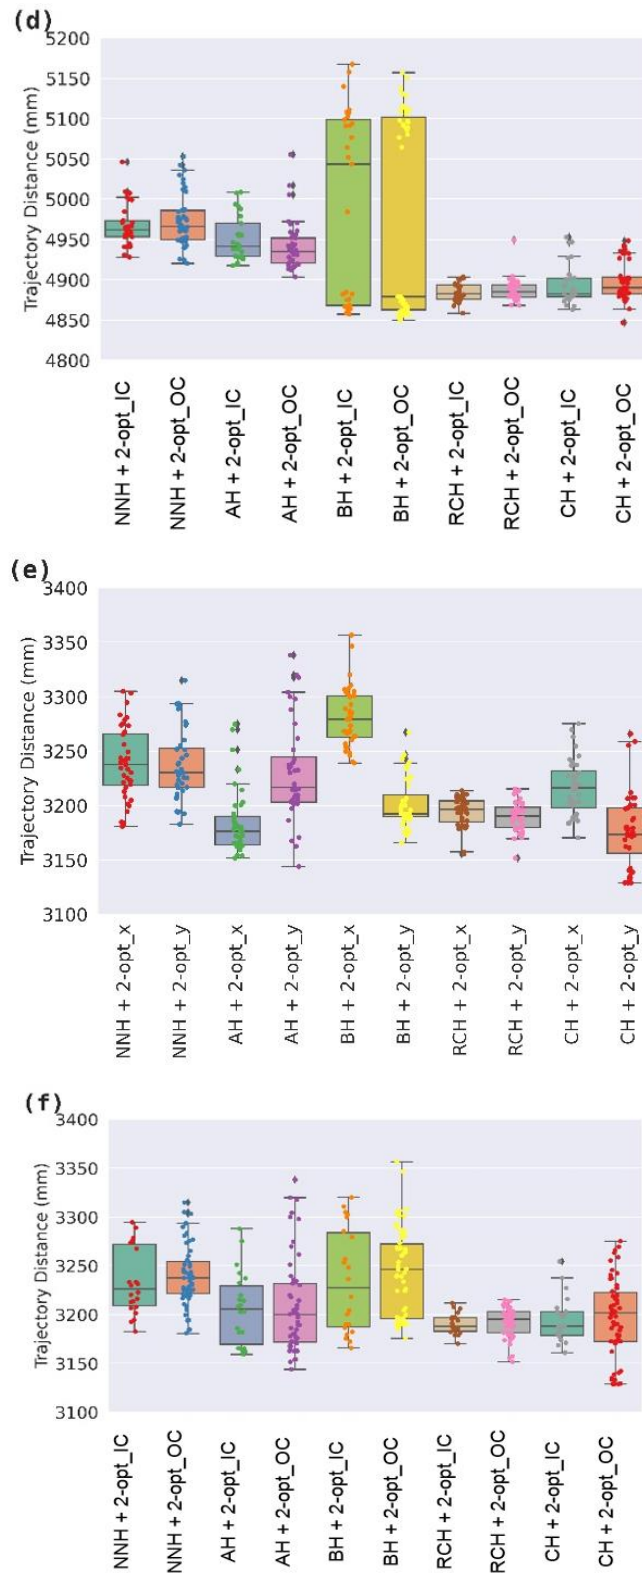 (d)
5200
5150
5100
5050
5000
4950
4900
4850
4800
Trajectory Distance (mm)
NNH + 2-opt_IC
NNH + 2-opt_OC
AH + 2-opt_IC
AH + 2-opt_OC
BH + 2-opt_IC
BH + 2-opt_OC
RCH + 2-opt_IC
RCH + 2-opt_OC
CH + 2-opt_IC
CH + 2-opt_OC
(e)
3400
3350
3300
3250
3200
3150
3100
Trajectory Distance (mm)
NNH + 2-opt_x
NNH + 2-opt_y
AH + 2-opt_x
AH + 2-opt_y
BH + 2-opt_x
BH + 2-opt_y
RCH + 2-opt_x
RCH + 2-opt_y
CH + 2-opt_x
CH + 2-opt_y
(f)
3400
3350
3300
3250
3200
3150
3100
Trajectory Distance (mm)
NNH + 2-opt_IC
NNH + 2-opt_OC
AH + 2-opt_IC
AH + 2-opt_OC
BH + 2-opt_IC
BH + 2-opt_OC
RCH + 2-opt_IC
RCH + 2-opt_OC
CH + 2-opt_IC
CH + 2-opt_OC